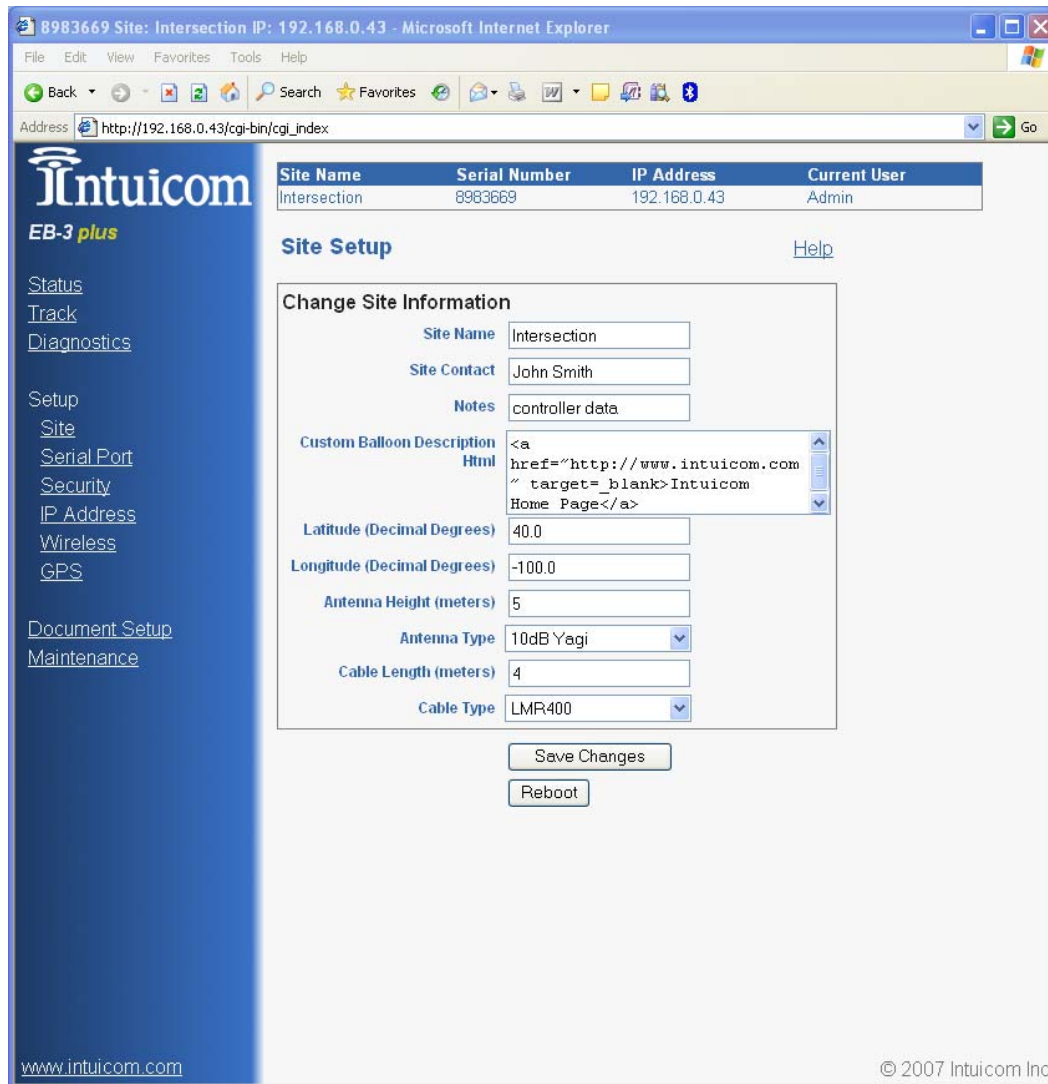 8983669 Site: Intersection IP: 192.168.0.43 - Microsoft Internet Explorer
File Edit View Favorites Tools Help
Back Search Favorites
Address http://192.168.0.43/cgi-bin/cgi_index Go
Intuicom
EB-3 plus
Status
Track
Diagnostics
Setup
Site
Serial Port
Security
IP Address
Wireless
GPS
Document Setup
Maintenance
www.intuicom.com
Site Name Serial Number IP Address Current User
Intersection 8983669 192.168.0.43 Admin
Site Setup Help
Change Site Information
Site Name Intersection
Site Contact John Smith
Notes controller data
Custom Balloon Description
Html
<a
href="http://www.intuicom.com
" target=_blank>Intuicom
Home Page</a>
Latitude (Decimal Degrees) 40.0
Longitude (Decimal Degrees) -100.0
Antenna Height (meters) 5
Antenna Type 10dB Yagi
Cable Length (meters) 4
Cable Type LMR400
Save Changes
Reboot
© 2007 Intuicom Inc